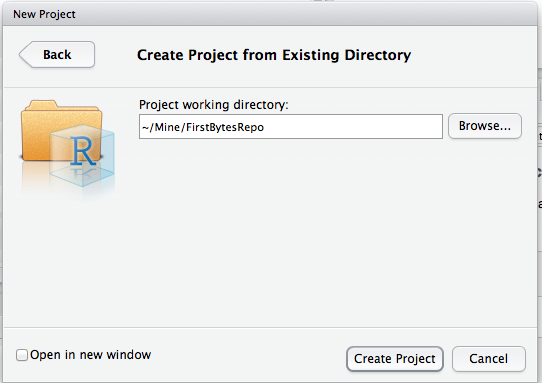 New Project
Back
Create Project from Existing Directory
Project working directory:
~/Mine/FirstBytesRepo
Browse...
R
Open in new window
Create Project
Cancel